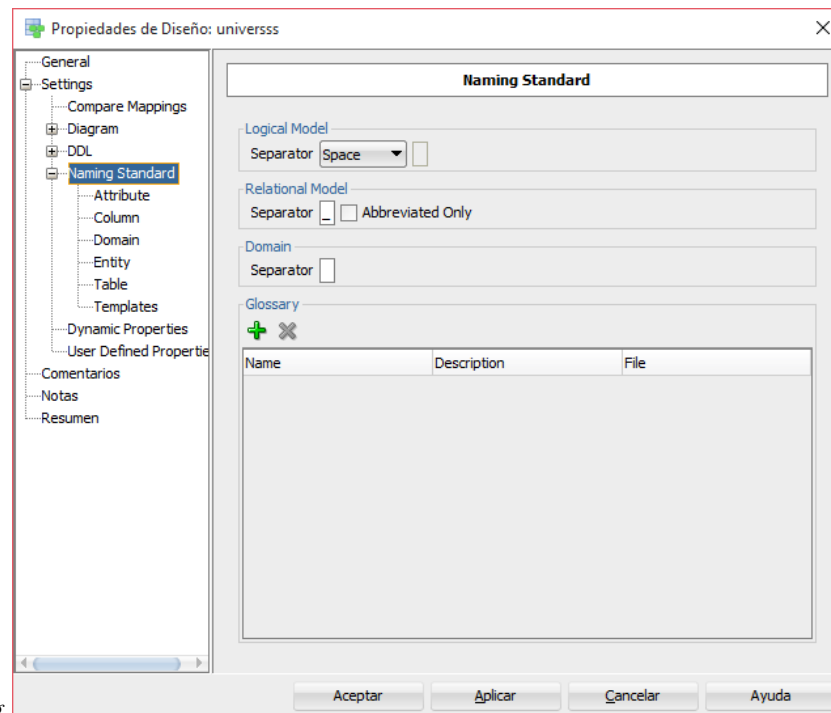 Propiedades de Diseño: universss
General
Settings
Compare Mappings
Diagram
DDL
Naming Standard
Attribute
Column
Domain
Entity
Table
Templates
Dynamic Properties
User Defined Propertie
Comentarios
Notas
Resumen
Naming Standard
Logical Model
Separator Space
Relational Model
Separator _ Abbreviated Only
Domain
Separator
Glossary
Name Description File
Aceptar Aplicar Cancelar Ayuda